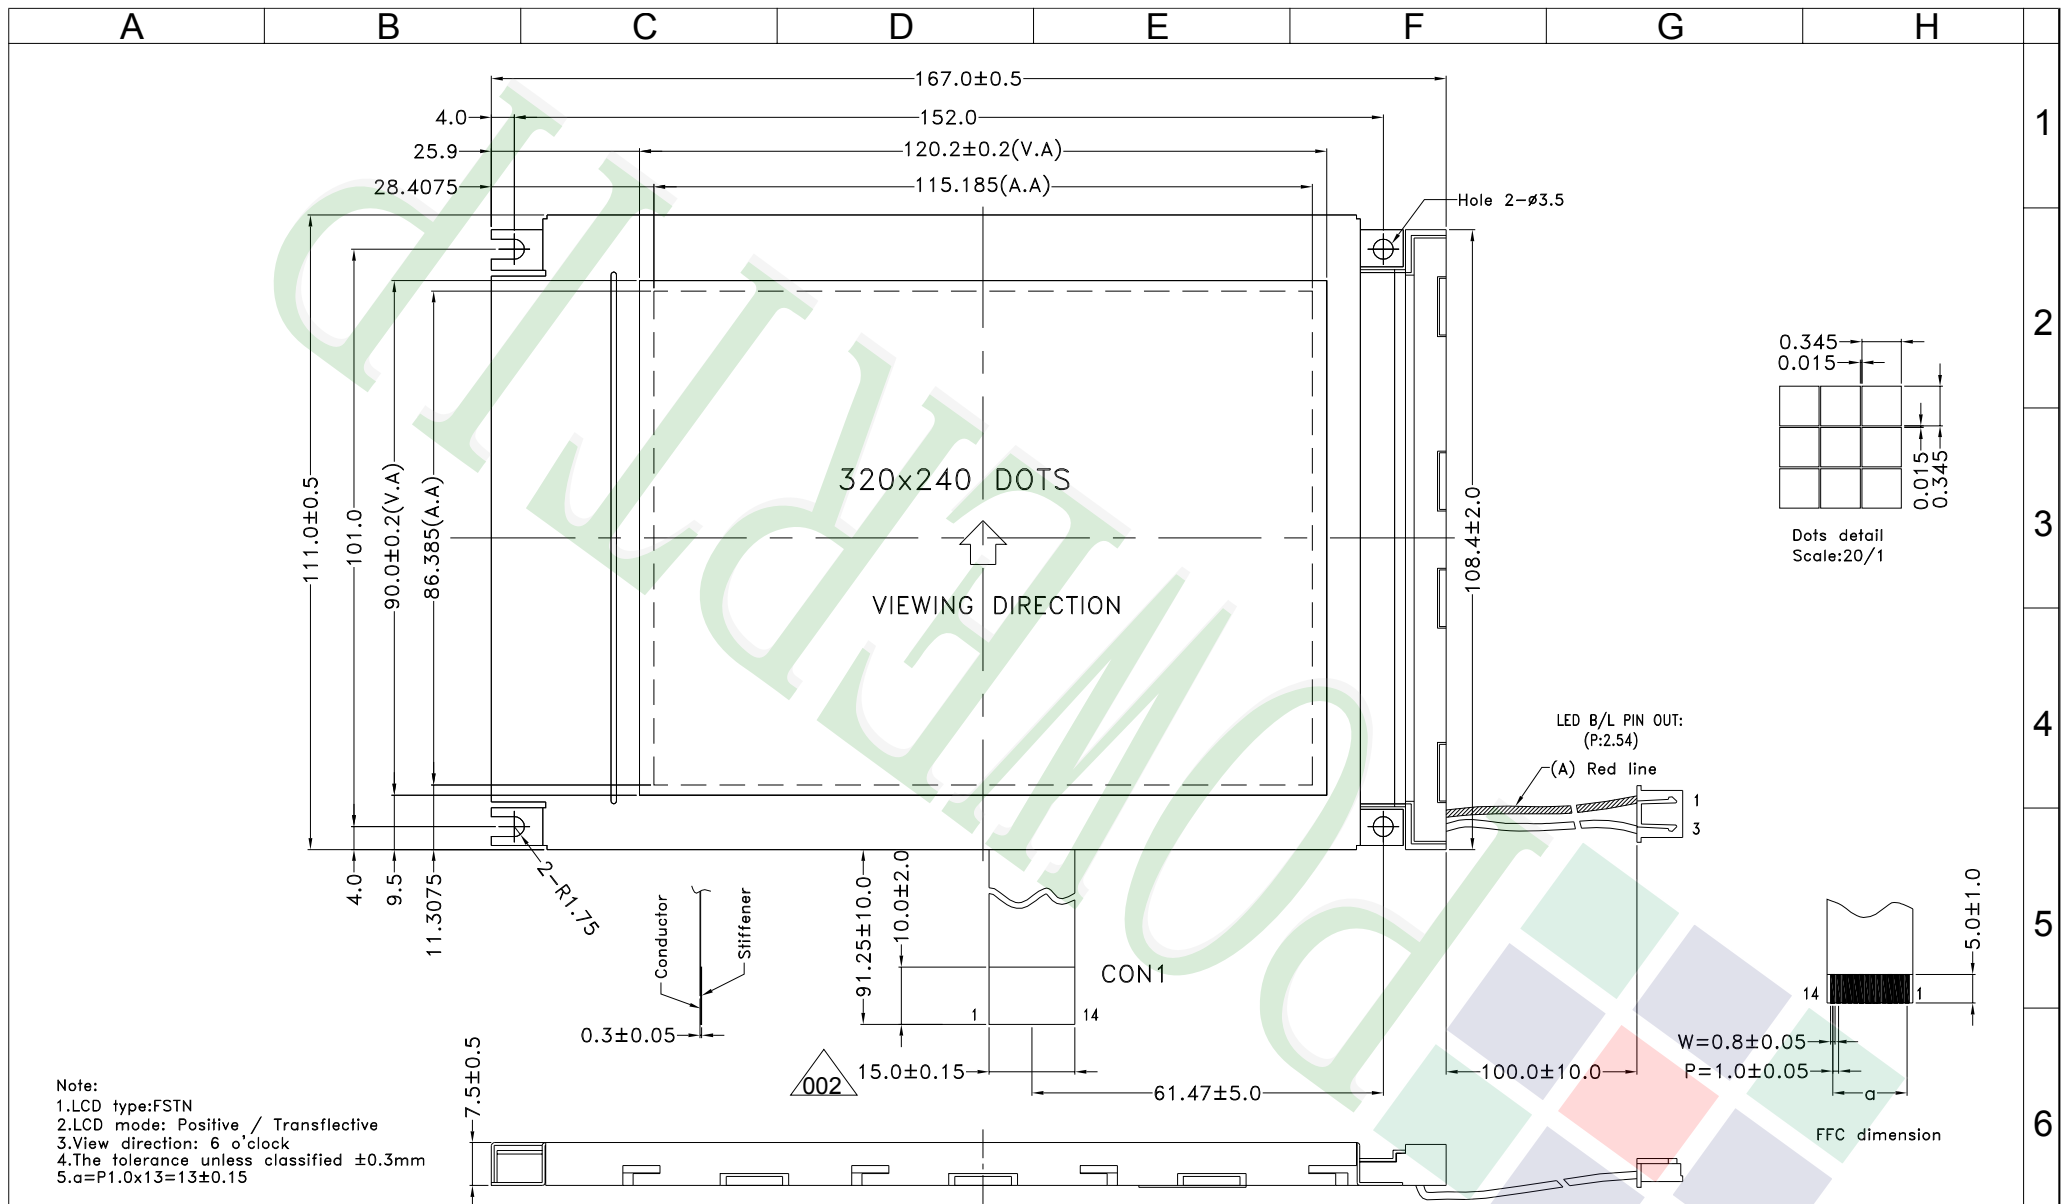 A B C D E F G H
1
2
3
4
5
6
167.0±0.5
4.0
152.0
25.9
120.2±0.2(V.A)
28.4075
115.185(A.A)
Hole 2-ø3.5
111.0±0.5
101.0
90.0±0.2(V.A)
86.385(A.A)
320x240 DOTS
VIEWING DIRECTION
108.4±2.0
0.345
0.015
0.015
0.345
Dots detail
Scale:20/1
LED B/L PIN OUT:
(P:2.54)
(A) Red line
1
3
4.0
9.5
11.3075
2-R1.75
Conductor
Stiffener
0.3±0.05
91.25±10.0
10.0±2.0
CON1
1
14
15.0±0.15
002
61.47±5.0
100.0±10.0
5.0±1.0
14
1
W=0.8±0.05
P=1.0±0.05
a
FFC dimension
7.5±0.5
Note:
1.LCD type:FSTN
2.LCD mode: Positive / Transflective
3.View direction: 6 o'clock
4.The tolerance unless classified ±0.3mm
5.a=P1.0x13=13±0.15
POWERTIP